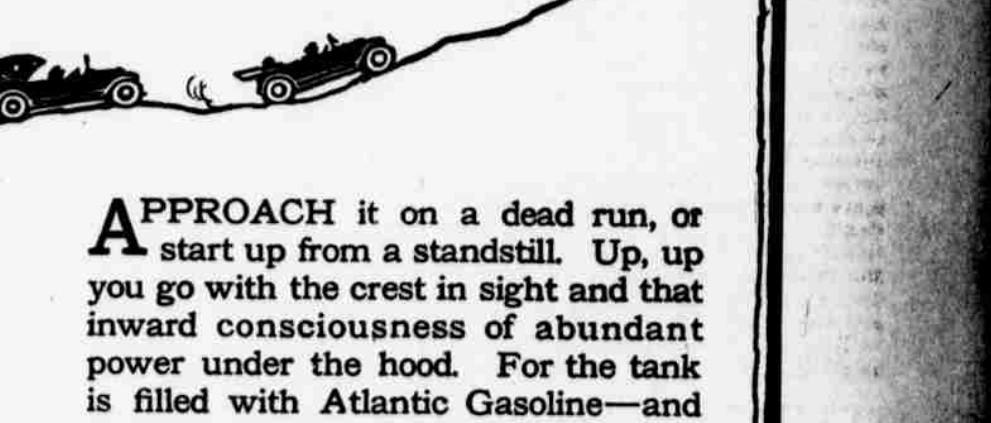 APPROACH it on a dead run, or
start up from a standstill. Up, up
you go with the crest in sight and that
inward consciousness of abundant
power under the hood. For the tank
is filled with Atlantic Gasoline—and